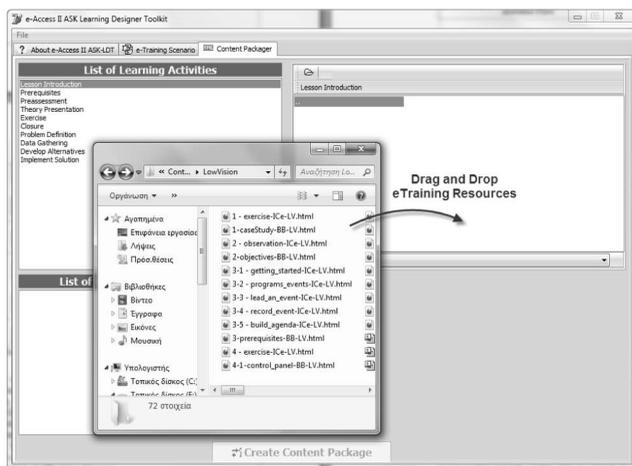 e-Access II ASK Learning Designer Toolkit
File
? About e-Access II ASK-LDT
e-Training Scenario
Content Packager
List of Learning Activities
Lesson Introduction
Prerequisites
Preassessment
Theory Presentation
Exercise
Closure
Problem Definition
Data Gathering
Develop Alternatives
Implement Solution
Lesson Introduction
..
Drag and Drop
eTraining Resources
List of
« Cont... ▸ LowVision
Αναζήτηση Lo...
Οργάνωση
»
Αγαπημένα
Επιφάνεια εργασίας
Λήψεις
Πρόσ.θέσεις
Βιβλιοθήκες
Βίντεο
Έγγραφα
Εικόνες
Μουσική
Υπολογιστής
Τοπικός δίσκος (C:)
Τοπικός δίσκος (E:)
1 - exercise-ICe-LV.html
1-caseStudy-BB-LV.html
2 - observation-ICe-LV.html
2-objectives-BB-LV.html
3-1 - getting_started-ICe-LV.html
3-2 - programs_events-ICe-LV.html
3-3 - lead_an_event-ICe-LV.html
3-4 - record_event-ICe-LV.html
3-5 - build_agenda-ICe-LV.html
3-prerequisites-BB-LV.html
4 - exercise-ICe-LV.html
4-1-control_panel-BB-LV.html
72 στοιχεία
Create Content Package